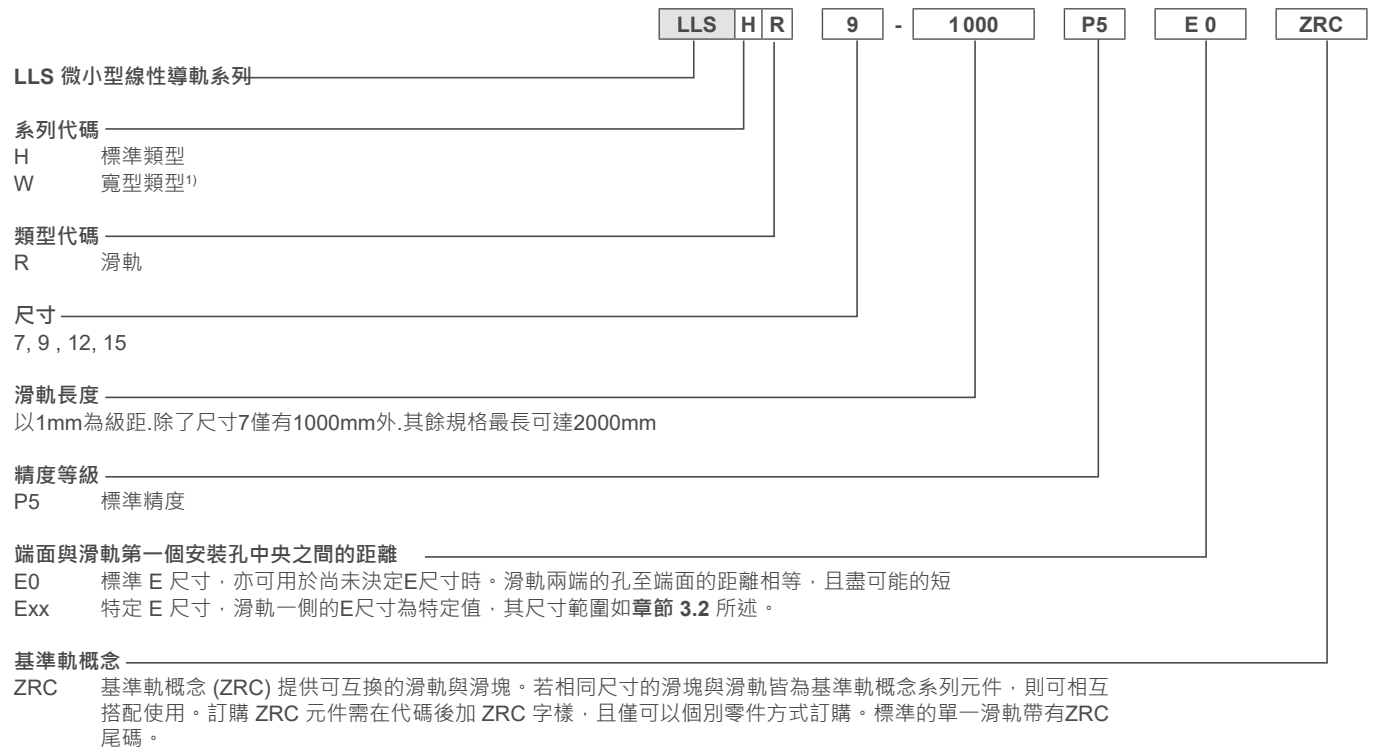 LLS H R 9 - 1000 P5 E 0 ZRC
LLS 微小型線性導軌系列
系列代碼
H 標準類型
W 寬型類型1)
類型代碼
R 滑軌
尺寸
7, 9 , 12, 15
滑軌長度
以1mm為級距.除了尺寸7僅有1000mm外.其餘規格最長可達2000mm
精度等級
P5 標準精度
端面與滑軌第一個安裝孔中央之間的距離
E0 標準 E 尺寸，亦可用於尚未決定E尺寸時。滑軌兩端的孔至端面的距離相等，且盡可能的短
Exx 特定 E 尺寸，滑軌一側的E尺寸為特定值，其尺寸範圍如章節 3.2 所述。
基準軌概念
ZRC 基準軌概念 (ZRC) 提供可互換的滑軌與滑塊。若相同尺寸的滑塊與滑軌皆為基準軌概念系列元件，則可相互
搭配使用。訂購 ZRC 元件需在代碼後加 ZRC 字樣，且僅可以個別零件方式訂購。標準的單一滑軌帶有ZRC
尾碼。